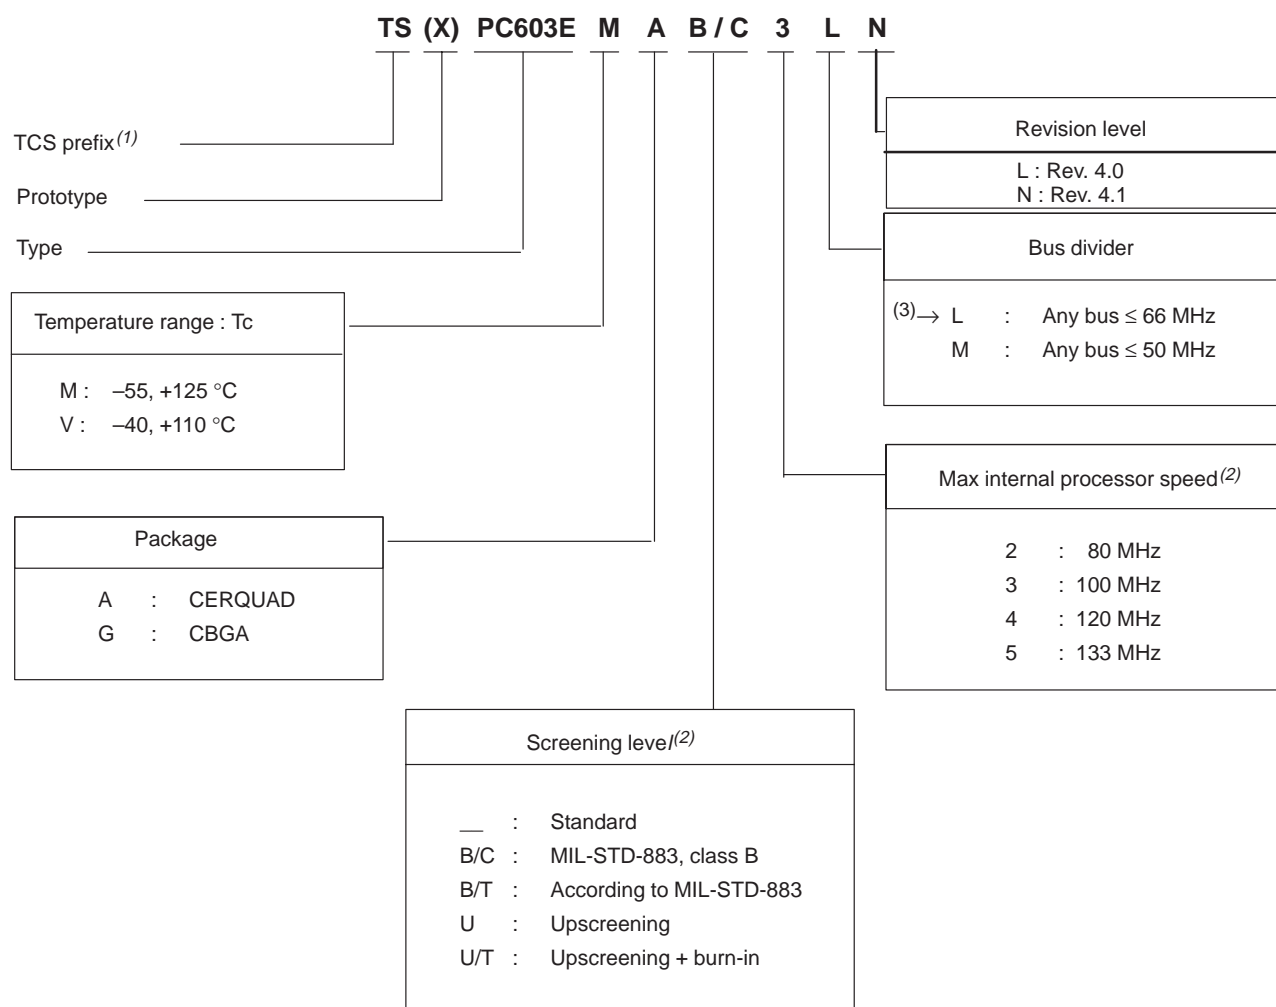 TS (X) PC603E M A B / C 3 L N
TCS prefix(1)
Prototype
Type
Temperature range : Tc
M : –55, +125 °C
V : –40, +110 °C
Package
A : CERQUAD
G : CBGA
Screening level(2)
__ : Standard
B/C : MIL-STD-883, class B
B/T : According to MIL-STD-883
U : Upscreening
U/T : Upscreening + burn-in
Revision level
L : Rev. 4.0
N : Rev. 4.1
Bus divider
(3)→ L : Any bus ≤ 66 MHz
M : Any bus ≤ 50 MHz
Max internal processor speed(2)
2 : 80 MHz
3 : 100 MHz
4 : 120 MHz
5 : 133 MHz